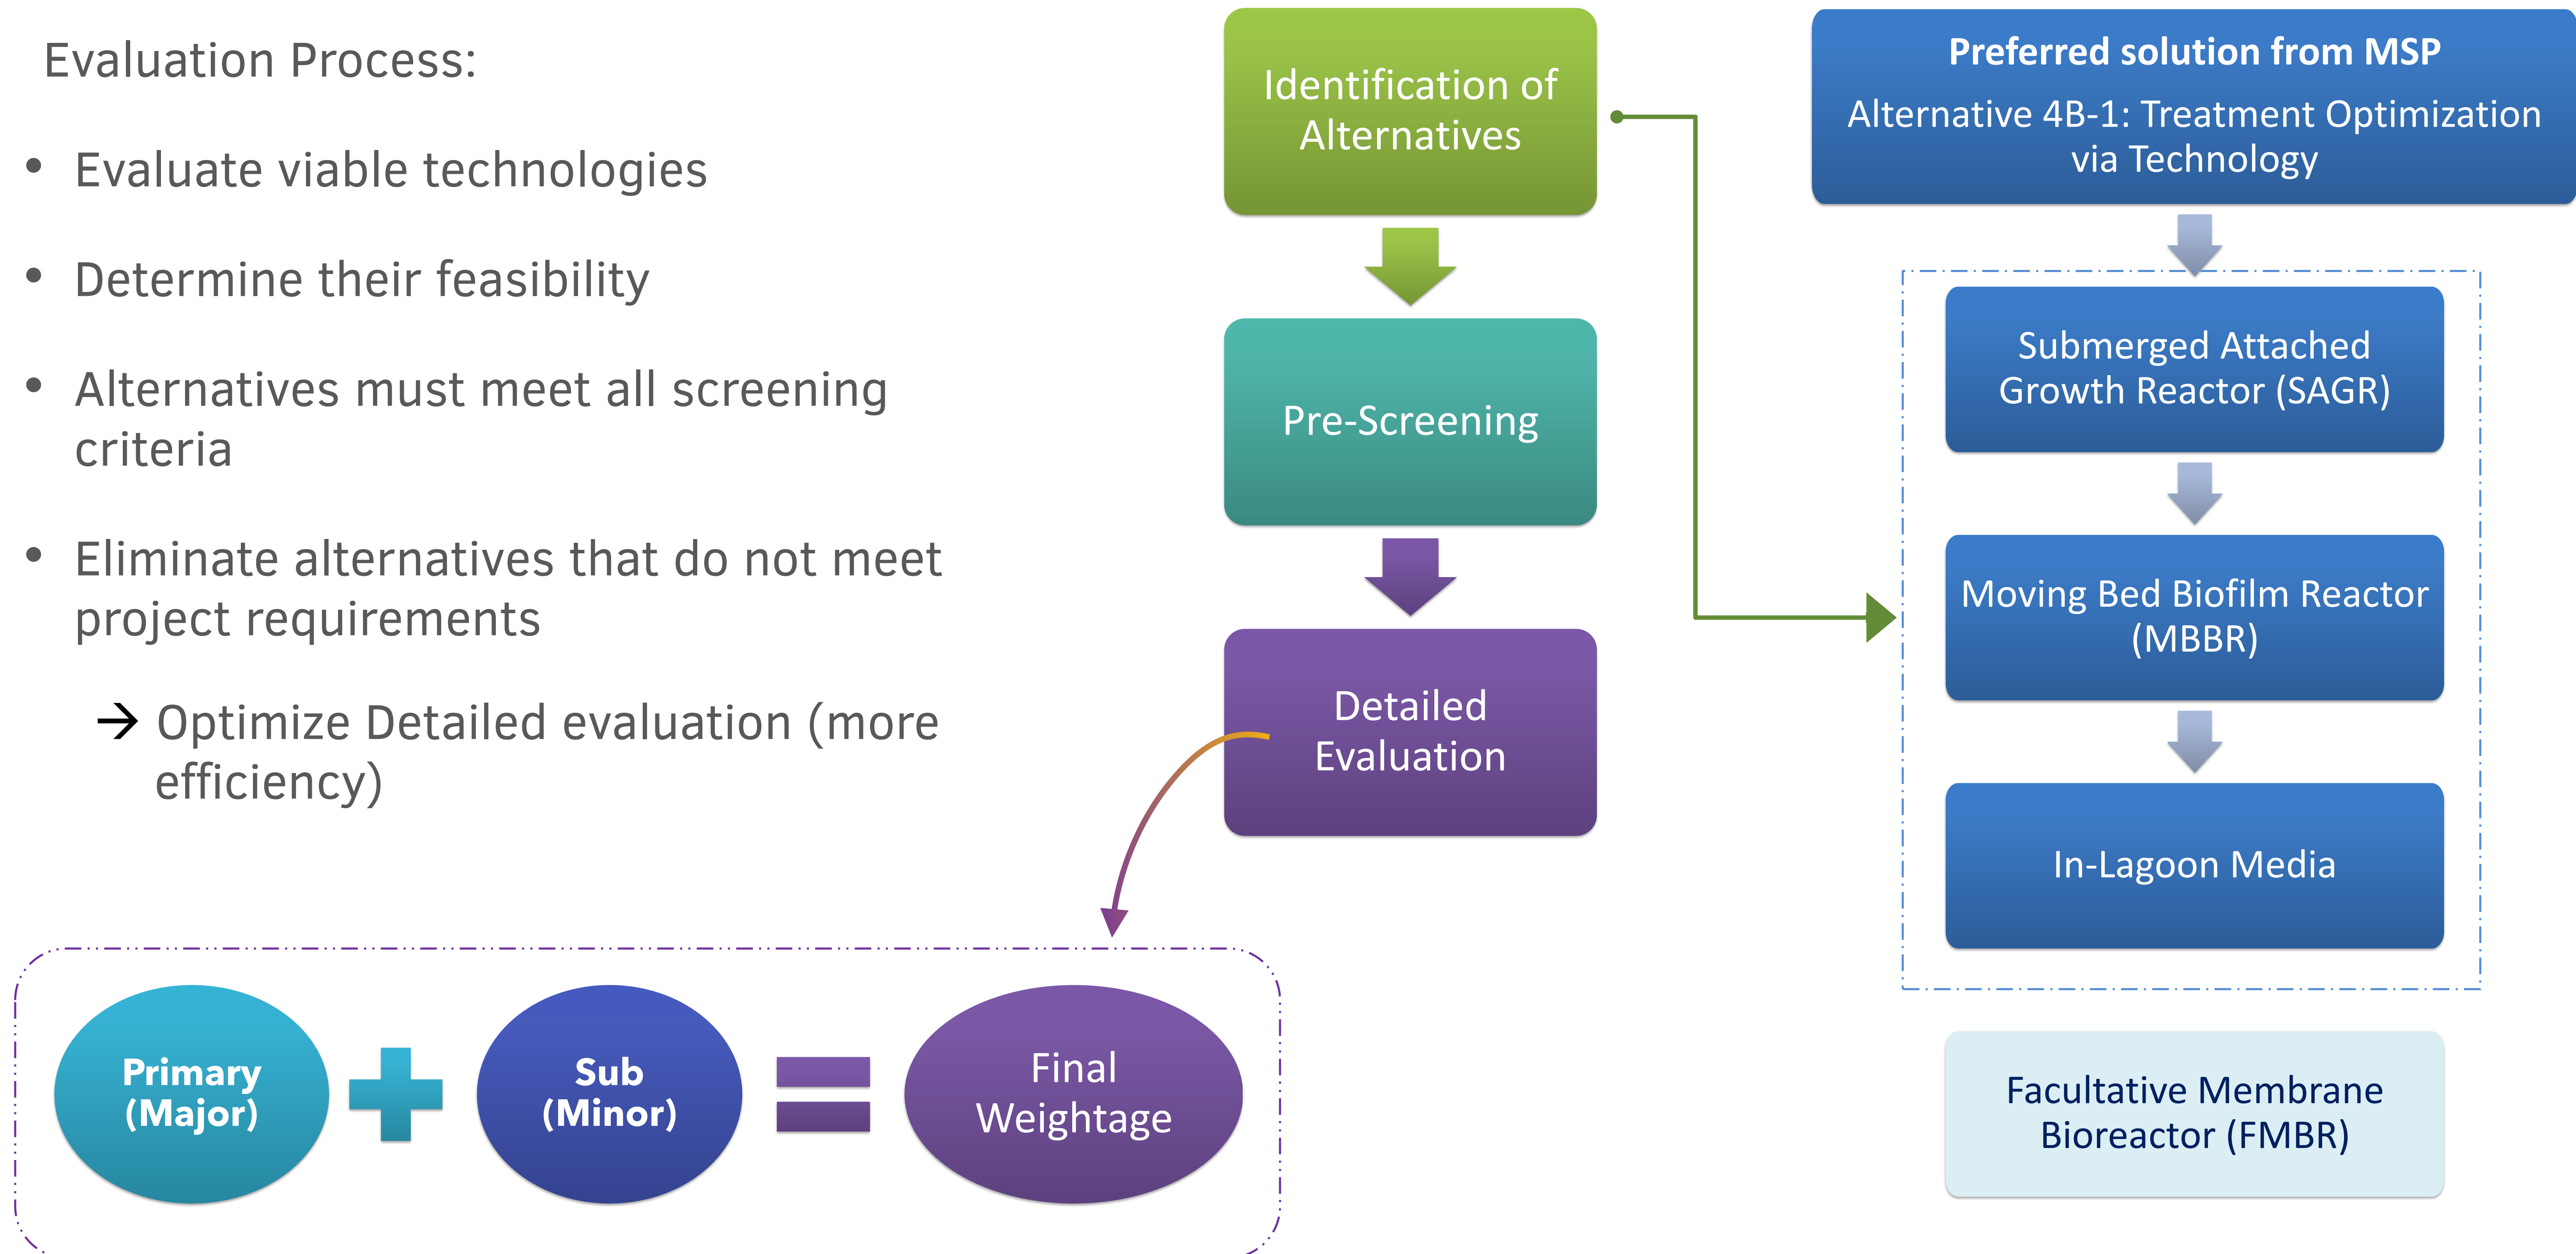 Evaluation Process:
• Evaluate viable technologies
• Determine their feasibility
• Alternatives must meet all screening
criteria
• Eliminate alternatives that do not meet
project requirements
→ Optimize Detailed evaluation (more
efficiency)
Identification of
Alternatives
Pre-Screening
Detailed
Evaluation
Primary
(Major)
Sub
(Minor)
Final
Weightage
Preferred solution from MSP
Alternative 4B-1: Treatment Optimization
via Technology
Submerged Attached
Growth Reactor (SAGR)
Moving Bed Biofilm Reactor
(MBBR)
In-Lagoon Media
Facultative Membrane
Bioreactor (FMBR)